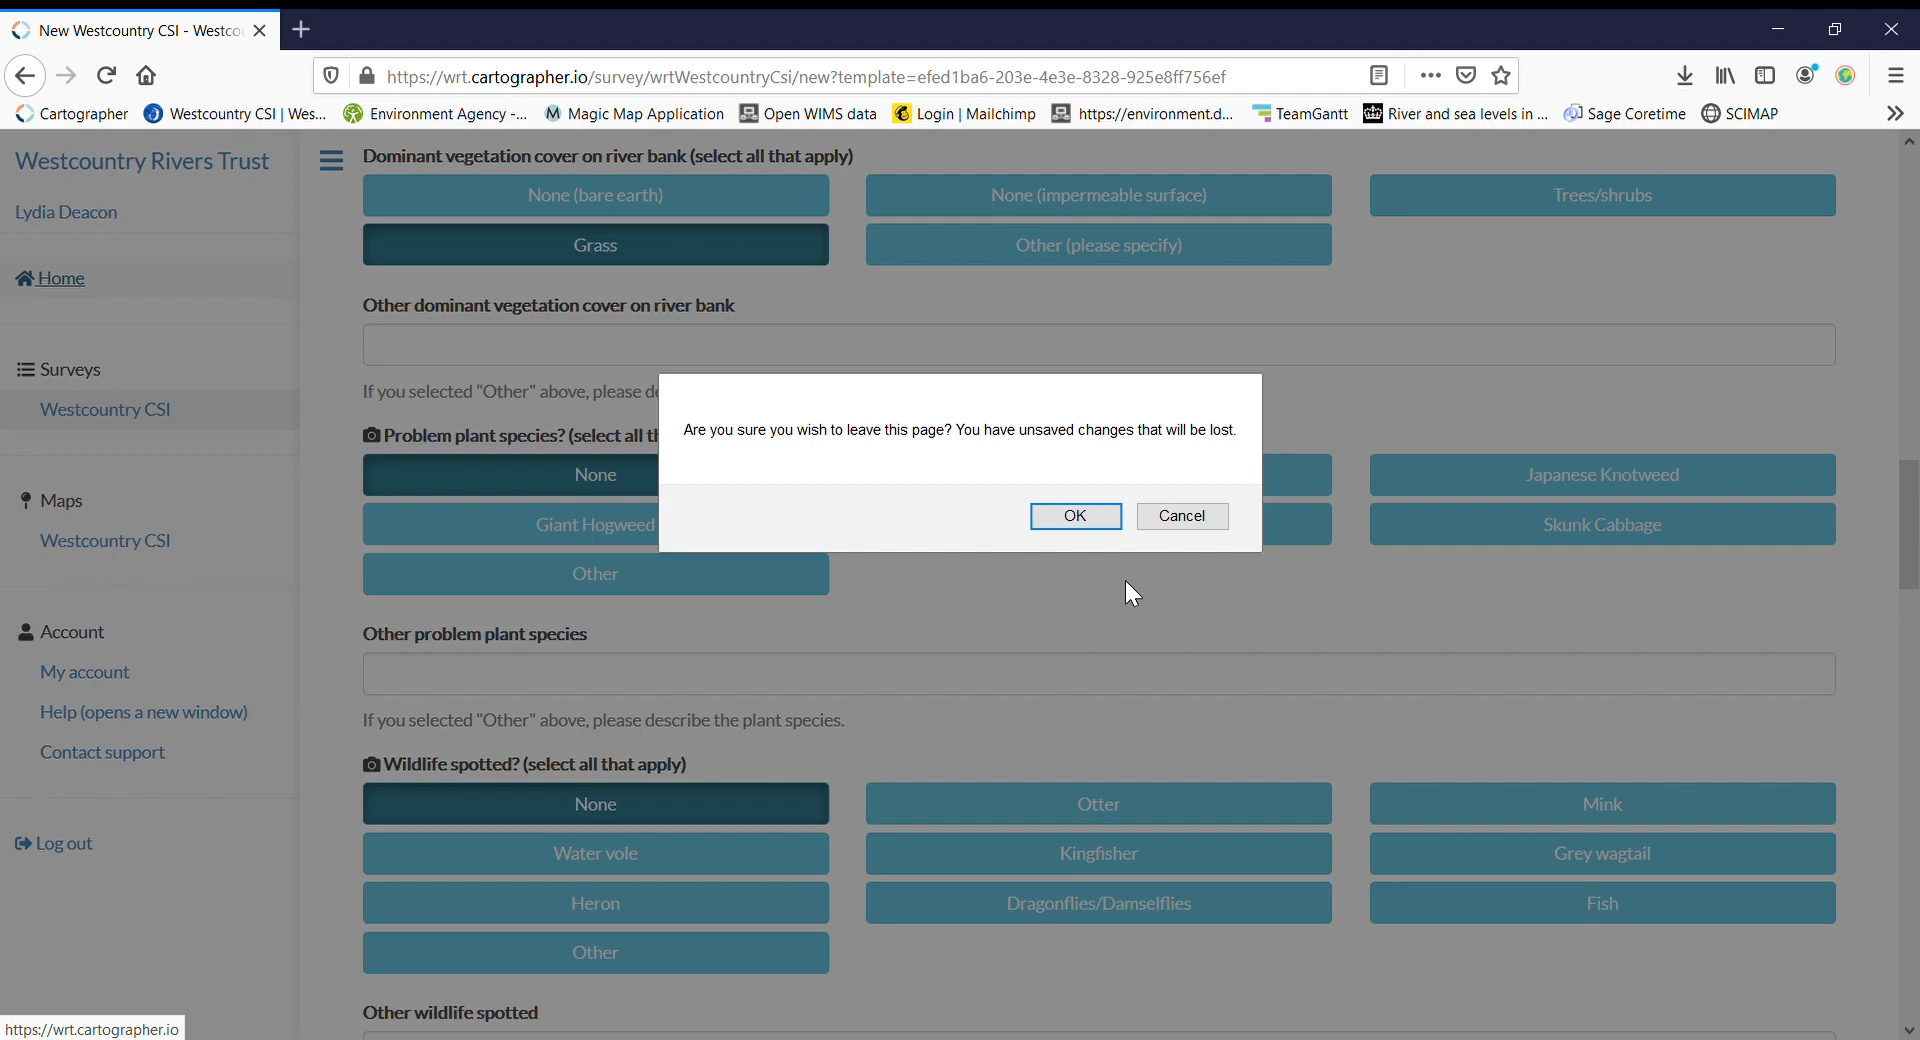 New Westcountry CSI - Westco
https://wrt.cartographer.io/survey/wrtWestcountryCsi/new?template=efed1ba6-203e-4e3e-8328-925e8ff756ef
Cartographer
Westcountry CSI | Wes...
Environment Agency -...
Magic Map Application
Open WIMS data
Login | Mailchimp
https://environment.d...
TeamGantt
River and sea levels in ...
Sage Coretime
SCIMAP
Westcountry Rivers Trust
Lydia Deacon
Home
Surveys
Westcountry CSI
Maps
Westcountry CSI
Account
My account
Help (opens a new window)
Contact support
Log out
https://wrt.cartographer.io
Dominant vegetation cover on river bank (select all that apply)
None (bare earth)
None (impermeable surface)
Trees/shrubs
Grass
Other (please specify)
Other dominant vegetation cover on river bank
If you selected "Other" above, please
Problem plant species? (select all
None
Japanese Knotweed
Giant Hogweed
Skunk Cabbage
Other
Are you sure you wish to leave this page? You have unsaved changes that will be lost.
OK
Cancel
Other problem plant species
If you selected "Other" above, please describe the plant species.
Wildlife spotted? (select all that apply)
None
Otter
Mink
Water vole
Kingfisher
Grey wagtail
Heron
Dragonflies/Damselflies
Fish
Other
Other wildlife spotted